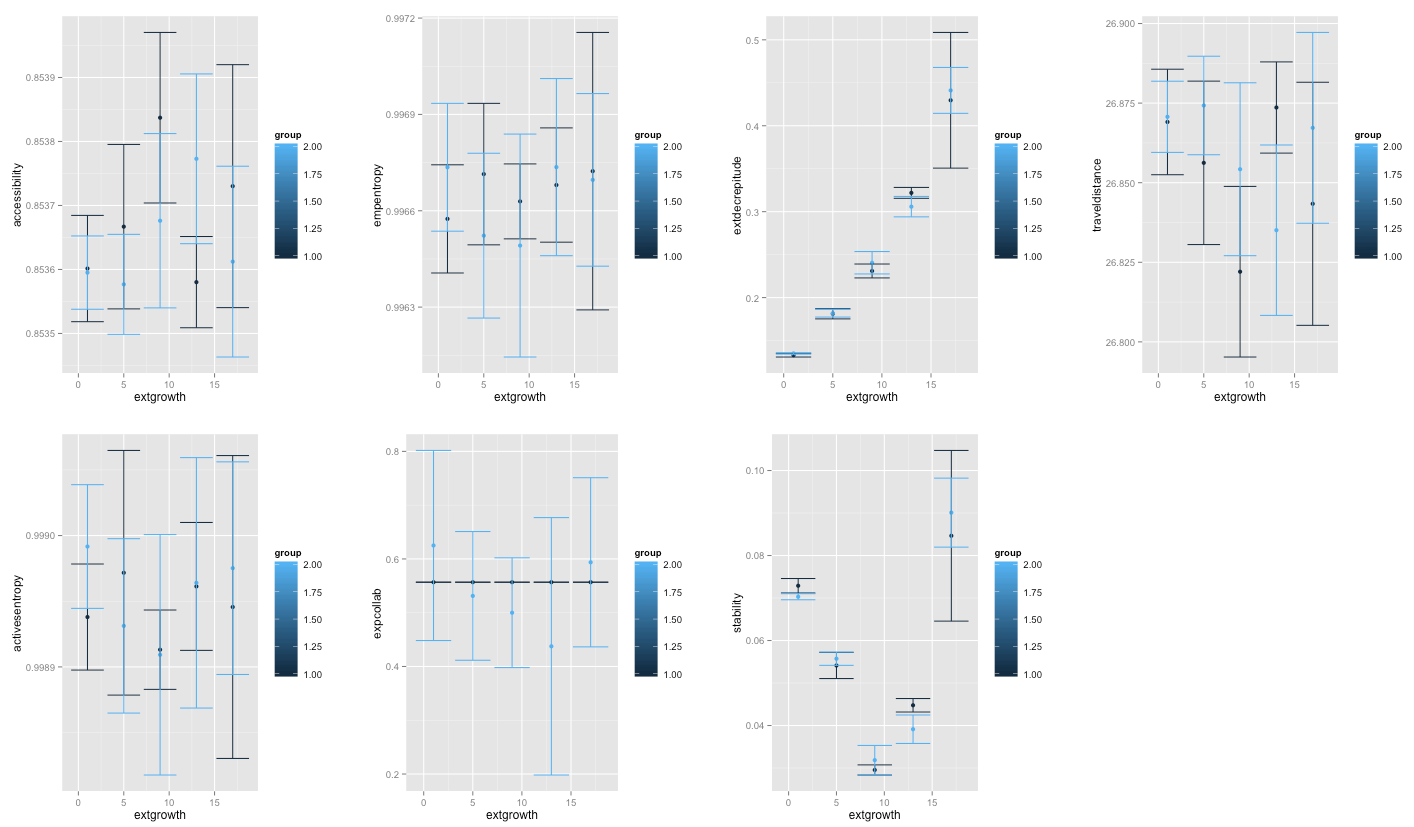 accessibility
0.8539
0.8538
0.8537
0.8536
0.8535
0 5 10 15
extgrowth
group
2.00
1.75
1.50
1.25
1.00
empentropy
0.9972
0.9969
0.9966
0.9963
0 5 10 15
extgrowth
group
2.00
1.75
1.50
1.25
1.00
extdecrepitude
0.5
0.4
0.3
0.2
0 5 10 15
extgrowth
group
2.00
1.75
1.50
1.25
1.00
traveldistance
26.900
26.875
26.850
26.825
26.800
0 5 10 15
extgrowth
group
2.00
1.75
1.50
1.25
1.00
activesentropy
0.9990
0.9989
0 5 10 15
extgrowth
group
2.00
1.75
1.50
1.25
1.00
expcollab
0.8
0.6
0.4
0.2
0 5 10 15
extgrowth
group
2.00
1.75
1.50
1.25
1.00
stability
0.10
0.08
0.06
0.04
0 5 10 15
extgrowth
group
2.00
1.75
1.50
1.25
1.00